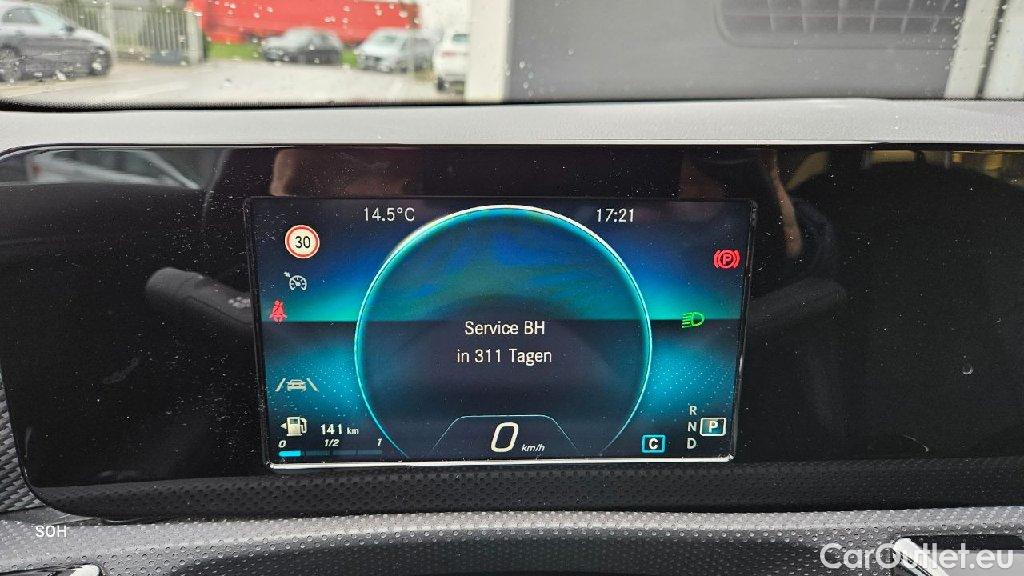 14.5°C
17:21
30
(P)
Service BH
in 311 Tagen
141 km
0 1/2 1
0 km/h
C
R
N P
D
SOH
CarOutlet.eu